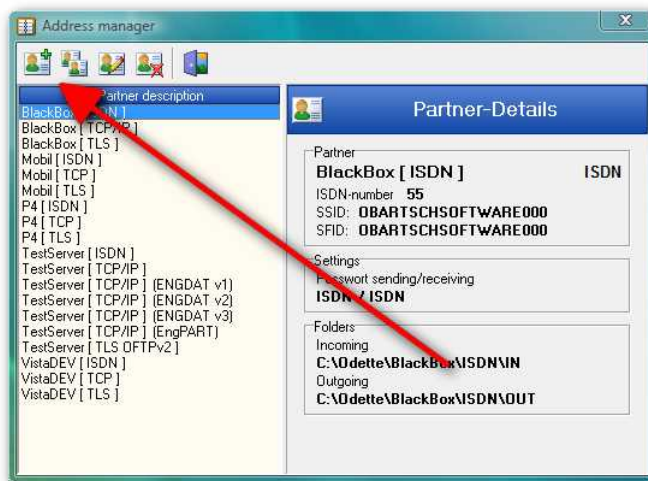 Address manager
Partner description
BlackBox [ ISDN ]
BlackBox [ TCP/IP ]
BlackBox [ TLS ]
Mobil [ ISDN ]
Mobil [ TCP ]
Mobil [ TLS ]
P4 [ ISDN ]
P4 [ TCP ]
P4 [ TLS ]
TestServer [ ISDN ]
TestServer [ TCP/IP ]
TestServer [ TCP/IP ] (ENGDAT v1)
TestServer [ TCP/IP ] (ENGDAT v2)
TestServer [ TCP/IP ] (ENGDAT v3)
TestServer [ TCP/IP ] (EngPART)
TestServer [ TLS OFTPv2 ]
VistaDEV [ ISDN ]
VistaDEV [ TCP ]
VistaDEV [ TLS ]
Partner-Details
Partner
BlackBox [ ISDN ] ISDN
ISDN-number 55
SSID: OBARTSCHSOFTWARE000
SFID: OBARTSCHSOFTWARE000
Settings
Passwort sending/receiving
ISDN / ISDN
Folders
Incoming
C:\Odette\BlackBox\ISDN\IN
Outgoing
C:\Odette\BlackBox\ISDN\OUT